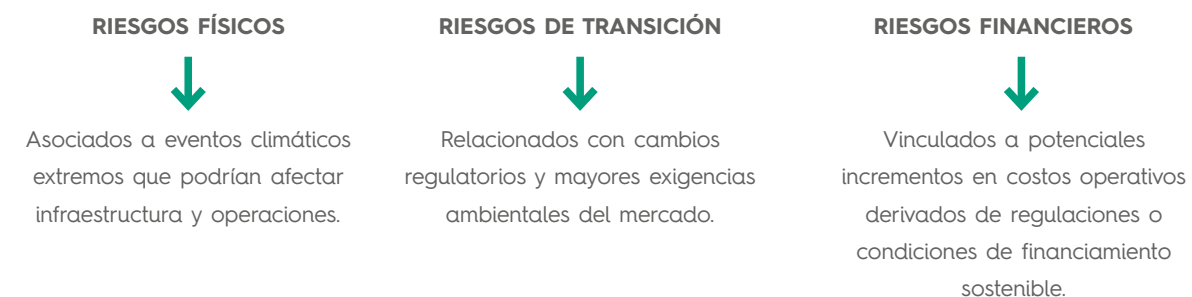 RIESGOS FÍSICOS
Asociados a eventos climáticos
extremos que podrían afectar
infraestructura y operaciones.
RIESGOS DE TRANSICIÓN
Relacionados con cambios
regulatorios y mayores exigencias
ambientales del mercado.
RIESGOS FINANCIEROS
Vinculados a potenciales
incrementos en costos operativos
derivados de regulaciones o
condiciones de financiamiento
sostenible.